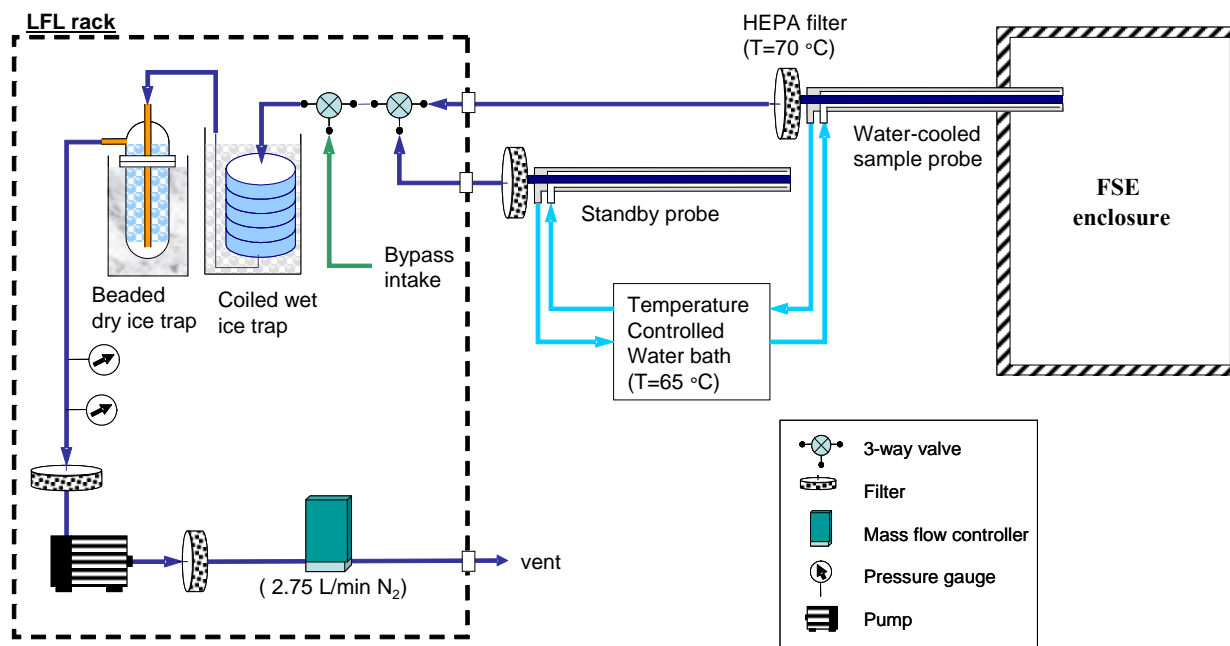 LFL rack
HEPA filter
(T=70 °C)
Water-cooled
sample probe
FSE
enclosure
Standby probe
Bypass
intake
Beaded
dry ice trap
Coiled wet
ice trap
Temperature
Controlled
Water bath
(T=65 °C)
3-way valve
Filter
Mass flow controller
Pressure gauge
Pump
( 2.75 L/min N₂)
vent